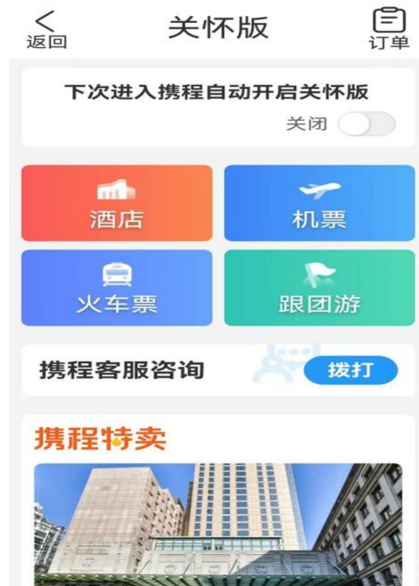 关怀版
返回
订单
下次进入携程自动开启关怀版
关闭
酒店
机票
火车票
跟团游
携程客服咨询
拨打
携程特卖